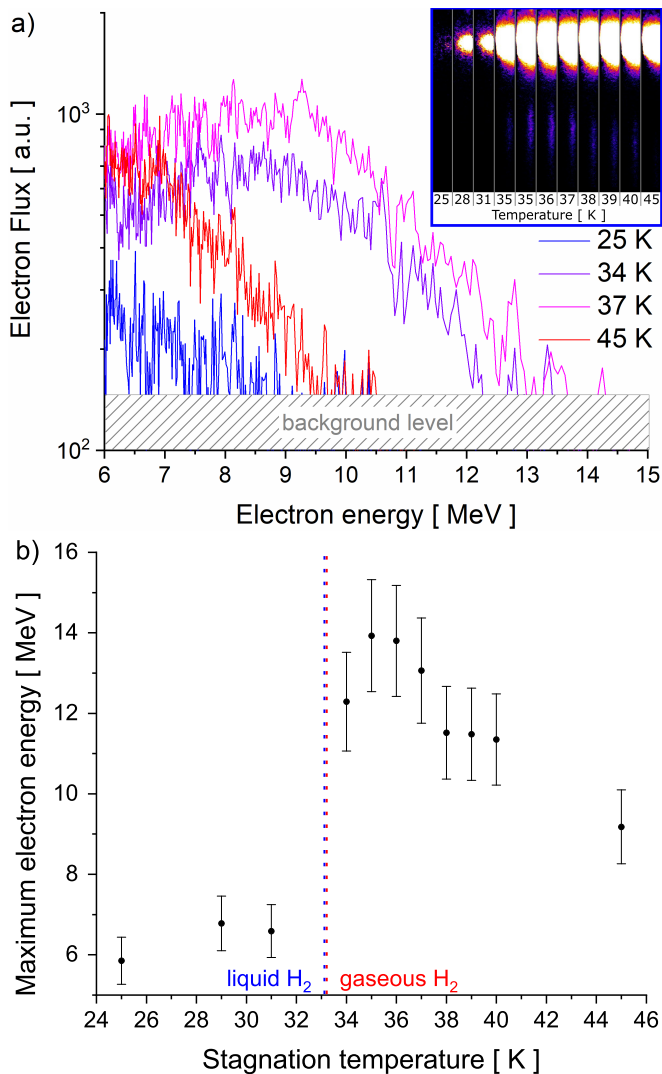 a)
Electron Flux [ a.u. ]
10³
10²
25 28 31 35 35 36 37 38 39 40 45
Temperature [ K ]
25 K
34 K
37 K
45 K
background level
6 7 8 9 10 11 12 13 14 15
Electron energy [ MeV ]
b)
Maximum electron energy [ MeV ]
16
14
12
10
8
6
liquid H₂ gaseous H₂
24 26 28 30 32 34 36 38 40 42 44 46
Stagnation temperature [ K ]